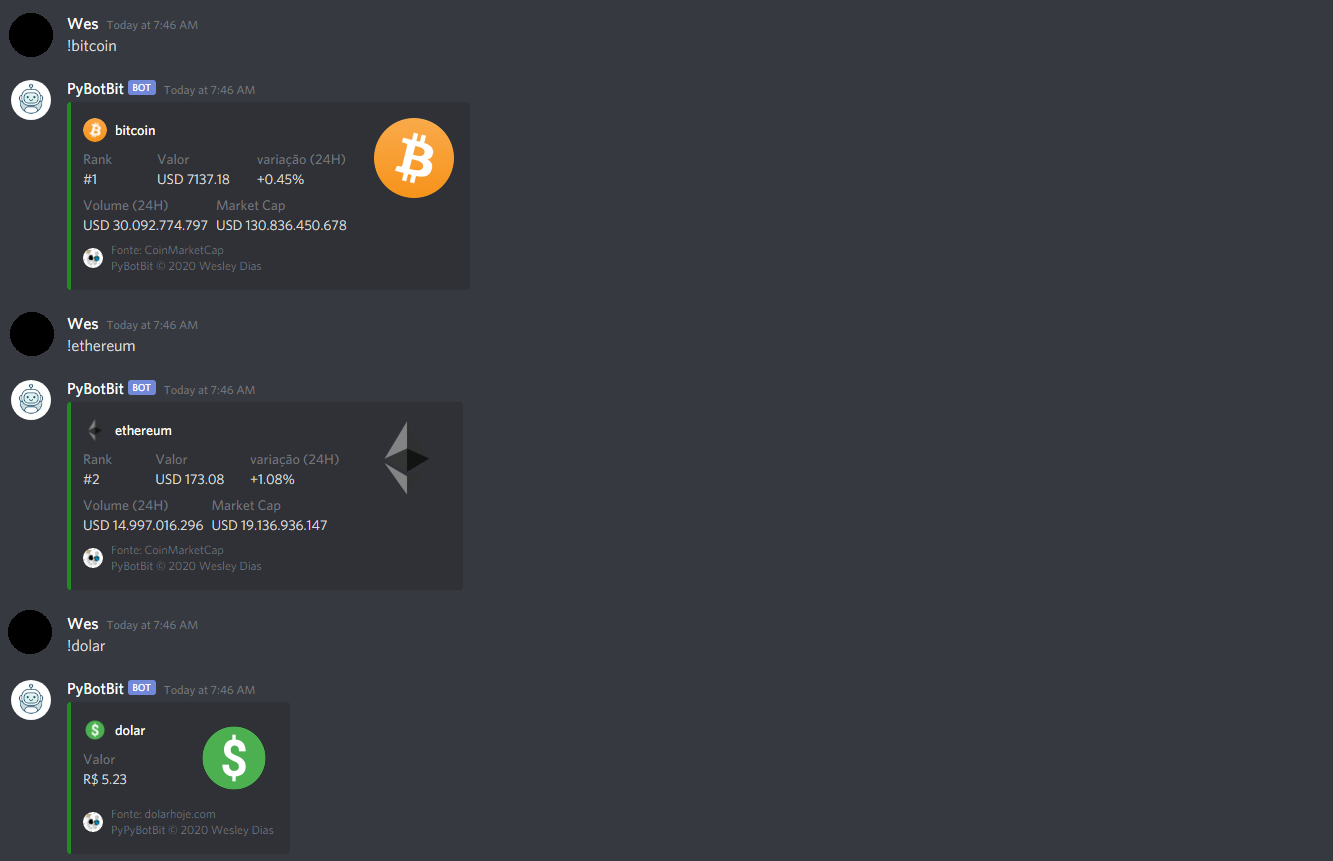 Wes Today at 7:46 AM
!bitcoin
PyBotBit BOT Today at 7:46 AM
bitcoin
Rank Valor variação (24H)
#1 USD 7137.18 +0.45%
Volume (24H) Market Cap
USD 30.092.774.797 USD 130.836.450.678
Fonte: CoinMarketCap
PyBotBit © 2020 Wesley Dias
Wes Today at 7:46 AM
!ethereum
PyBotBit BOT Today at 7:46 AM
ethereum
Rank Valor variação (24H)
#2 USD 173.08 +1.08%
Volume (24H) Market Cap
USD 14.997.016.296 USD 19.136.936.147
Fonte: CoinMarketCap
PyBotBit © 2020 Wesley Dias
Wes Today at 7:46 AM
!dolar
PyBotBit BOT Today at 7:46 AM
$ dolar $
Valor
R$ 5.23
Fonte: dolarhoje.com
PyPyBotBit © 2020 Wesley Dias